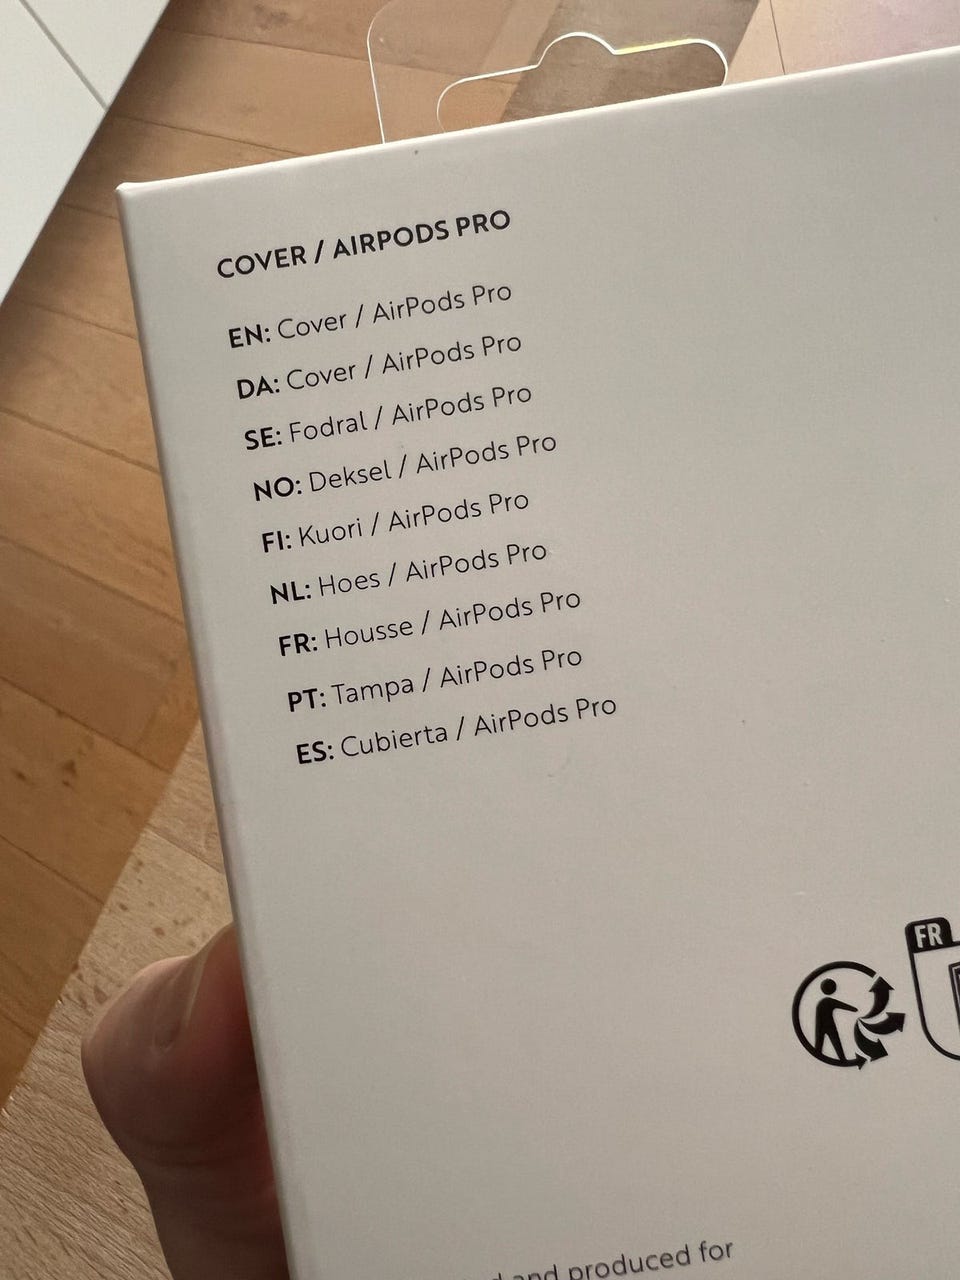 COVER / AIRPODS PRO
EN: Cover / AirPods Pro
DA: Cover / AirPods Pro
SE: Fodral / AirPods Pro
NO: Deksel / AirPods Pro
FI: Kuori / AirPods Pro
NL: Hoes / AirPods Pro
FR: Housse / AirPods Pro
PT: Tampa / AirPods Pro
ES: Cubierta / AirPods Pro
FR
and produced for